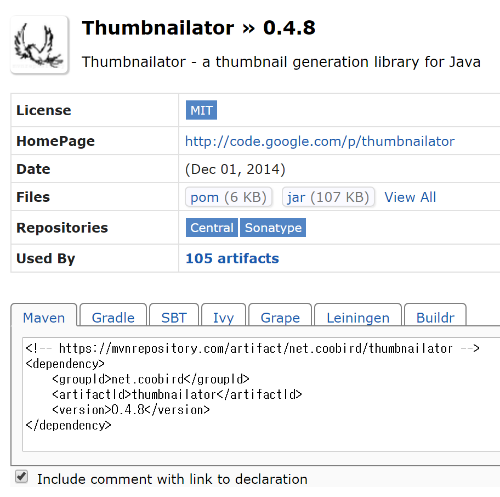 Thumbnailator » 0.4.8
Thumbnailator - a thumbnail generation library for Java
License MIT
HomePage http://code.google.com/p/thumbnailator
Date (Dec 01, 2014)
Files pom (6 KB) jar (107 KB) View All
Repositories Central Sonatype
Used By 105 artifacts
Maven Gradle SBT Ivy Grape Leiningen Buildr
<!-- https://mvnrepository.com/artifact/net.coobird/thumbnailator -->
<dependency>
    <groupId>net.coobird</groupId>
    <artifactId>thumbnailator</artifactId>
    <version>0.4.8</version>
</dependency>
Include comment with link to declaration